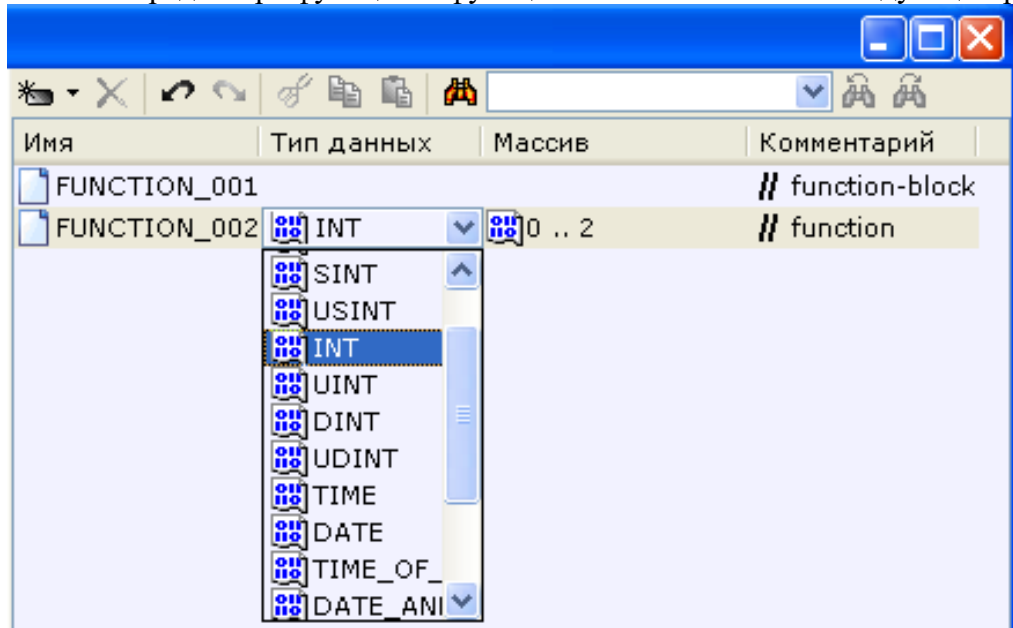 Имя Тип данных Массив Комментарий
FUNCTION_001 // function-block
FUNCTION_002 INT 0 .. 2 // function
SINT
USINT
INT
UINT
DINT
UDINT
TIME
DATE
TIME_OF_
DATE_AN